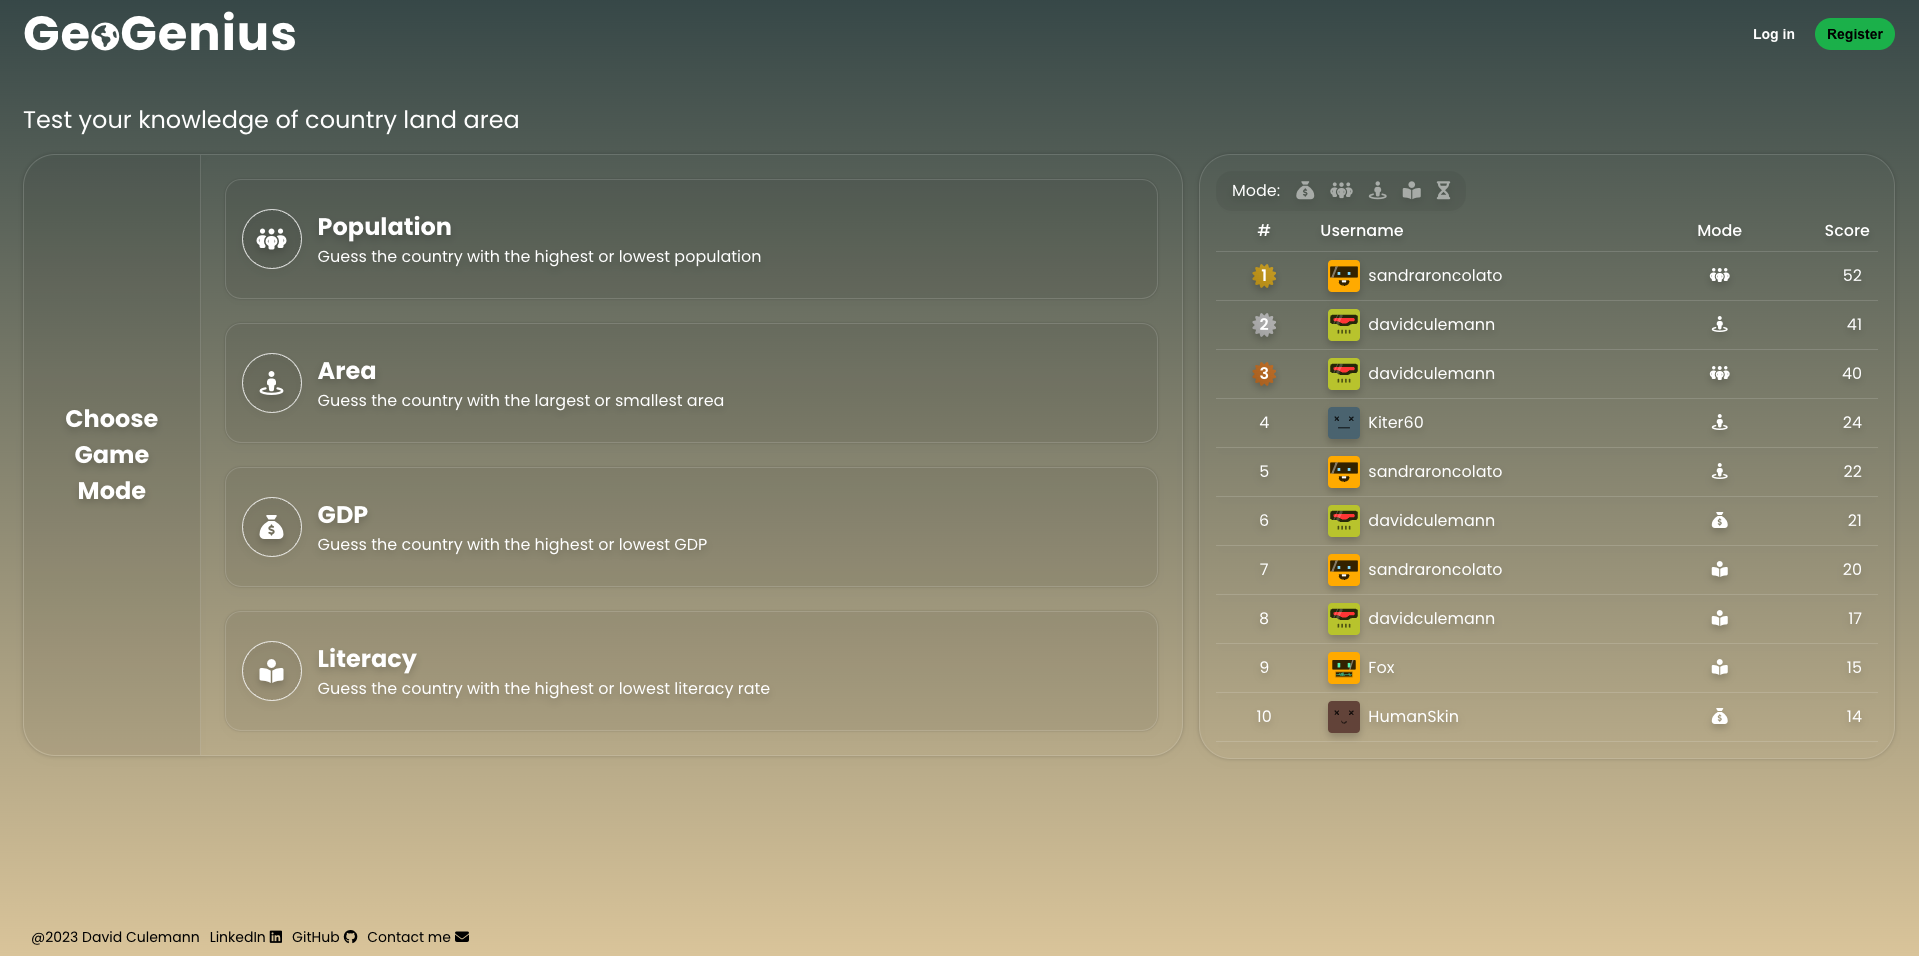 GeoGenius
Log in
Register
Test your knowledge of country land area
Choose
Game
Mode
Population
Guess the country with the highest or lowest population
Area
Guess the country with the largest or smallest area
GDP
Guess the country with the highest or lowest GDP
Literacy
Guess the country with the highest or lowest literacy rate
Mode:
# Username Mode Score
1 sandraroncolato 52
2 davidculemann 41
3 davidculemann 40
4 Kiter60 24
5 sandraroncolato 22
6 davidculemann 21
7 sandraroncolato 20
8 davidculemann 17
9 Fox 15
10 HumanSkin 14
@2023 David Culemann LinkedIn GitHub Contact me